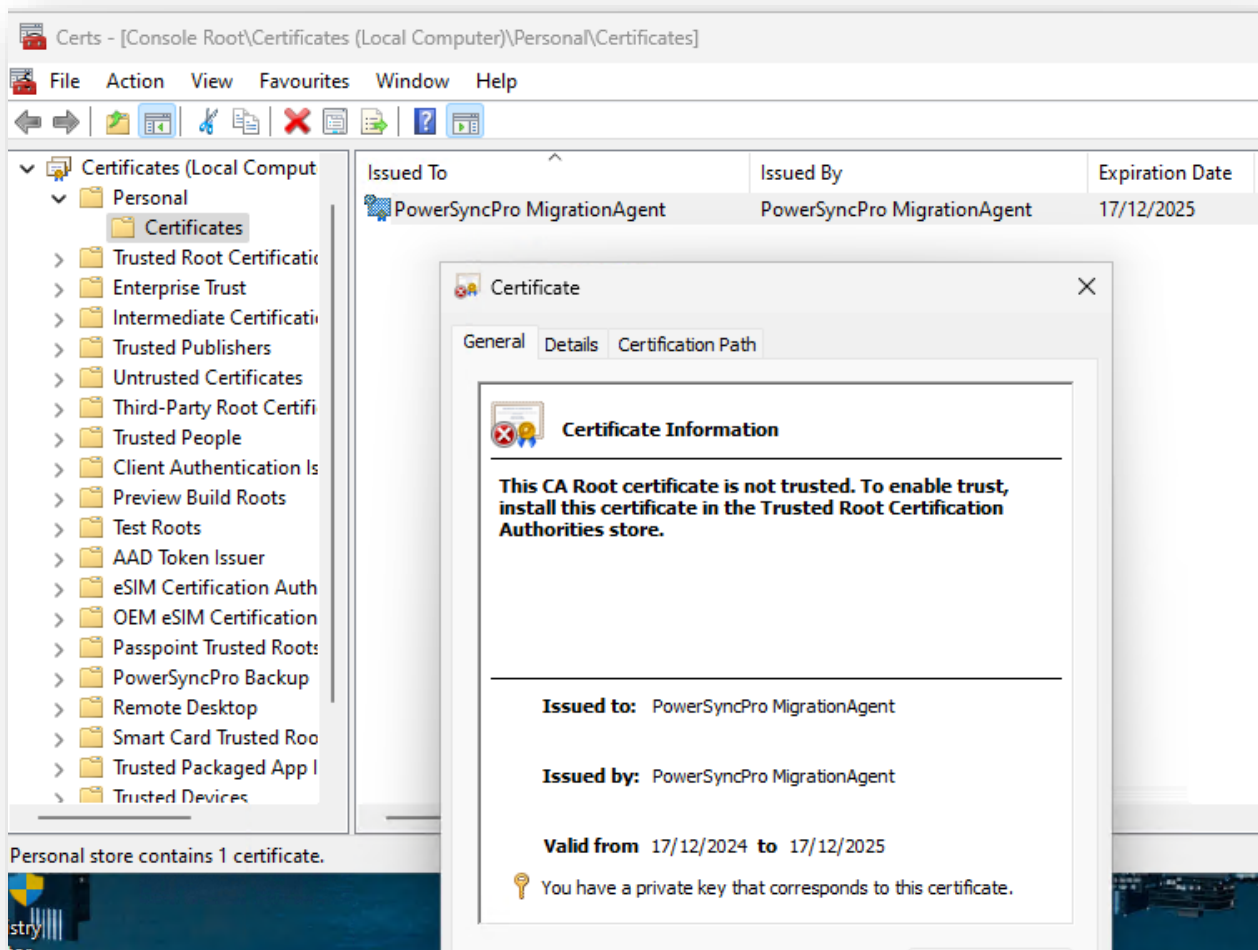 Certs - [Console Root\Certificates (Local Computer)\Personal\Certificates]
File Action View Favourites Window Help
Certificates (Local Comput
Personal
Certificates
Trusted Root Certificatic
Enterprise Trust
Intermediate Certificati
Trusted Publishers
Untrusted Certificates
Third-Party Root Certifi
Trusted People
Client Authentication Is
Preview Build Roots
Test Roots
AAD Token Issuer
eSIM Certification Auth
OEM eSIM Certification
Passpoint Trusted Roots
PowerSyncPro Backup
Remote Desktop
Smart Card Trusted Roo
Trusted Packaged App I
Trusted Devices
Issued To Issued By Expiration Date
PowerSyncPro MigrationAgent PowerSyncPro MigrationAgent 17/12/2025
Certificate
General Details Certification Path
Certificate Information
This CA Root certificate is not trusted. To enable trust,
install this certificate in the Trusted Root Certification
Authorities store.
Issued to: PowerSyncPro MigrationAgent
Issued by: PowerSyncPro MigrationAgent
Valid from 17/12/2024 to 17/12/2025
You have a private key that corresponds to this certificate.
Personal store contains 1 certificate.
istry